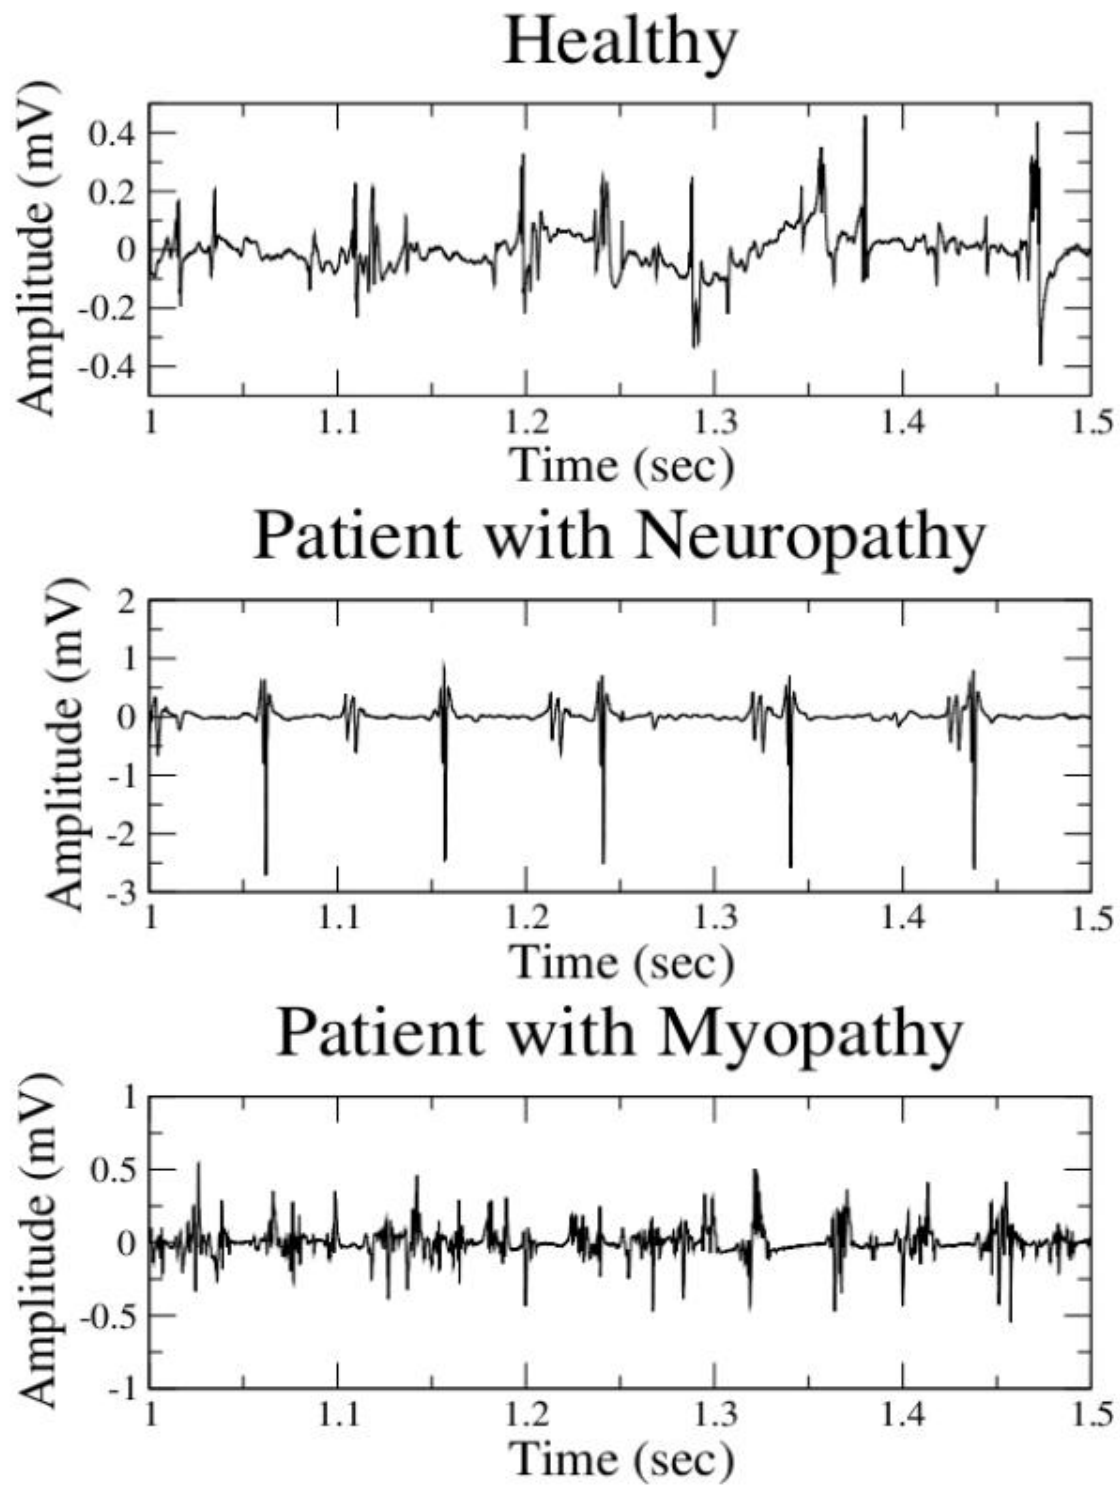 Healthy
Amplitude (mV)
0.4
0.2
0
-0.2
-0.4
1 1.1 1.2 1.3 1.4 1.5
Time (sec)
Patient with Neuropathy
Amplitude (mV)
2
1
0
-1
-2
-3
1 1.1 1.2 1.3 1.4 1.5
Time (sec)
Patient with Myopathy
Amplitude (mV)
1
0.5
0
-0.5
-1
1 1.1 1.2 1.3 1.4 1.5
Time (sec)